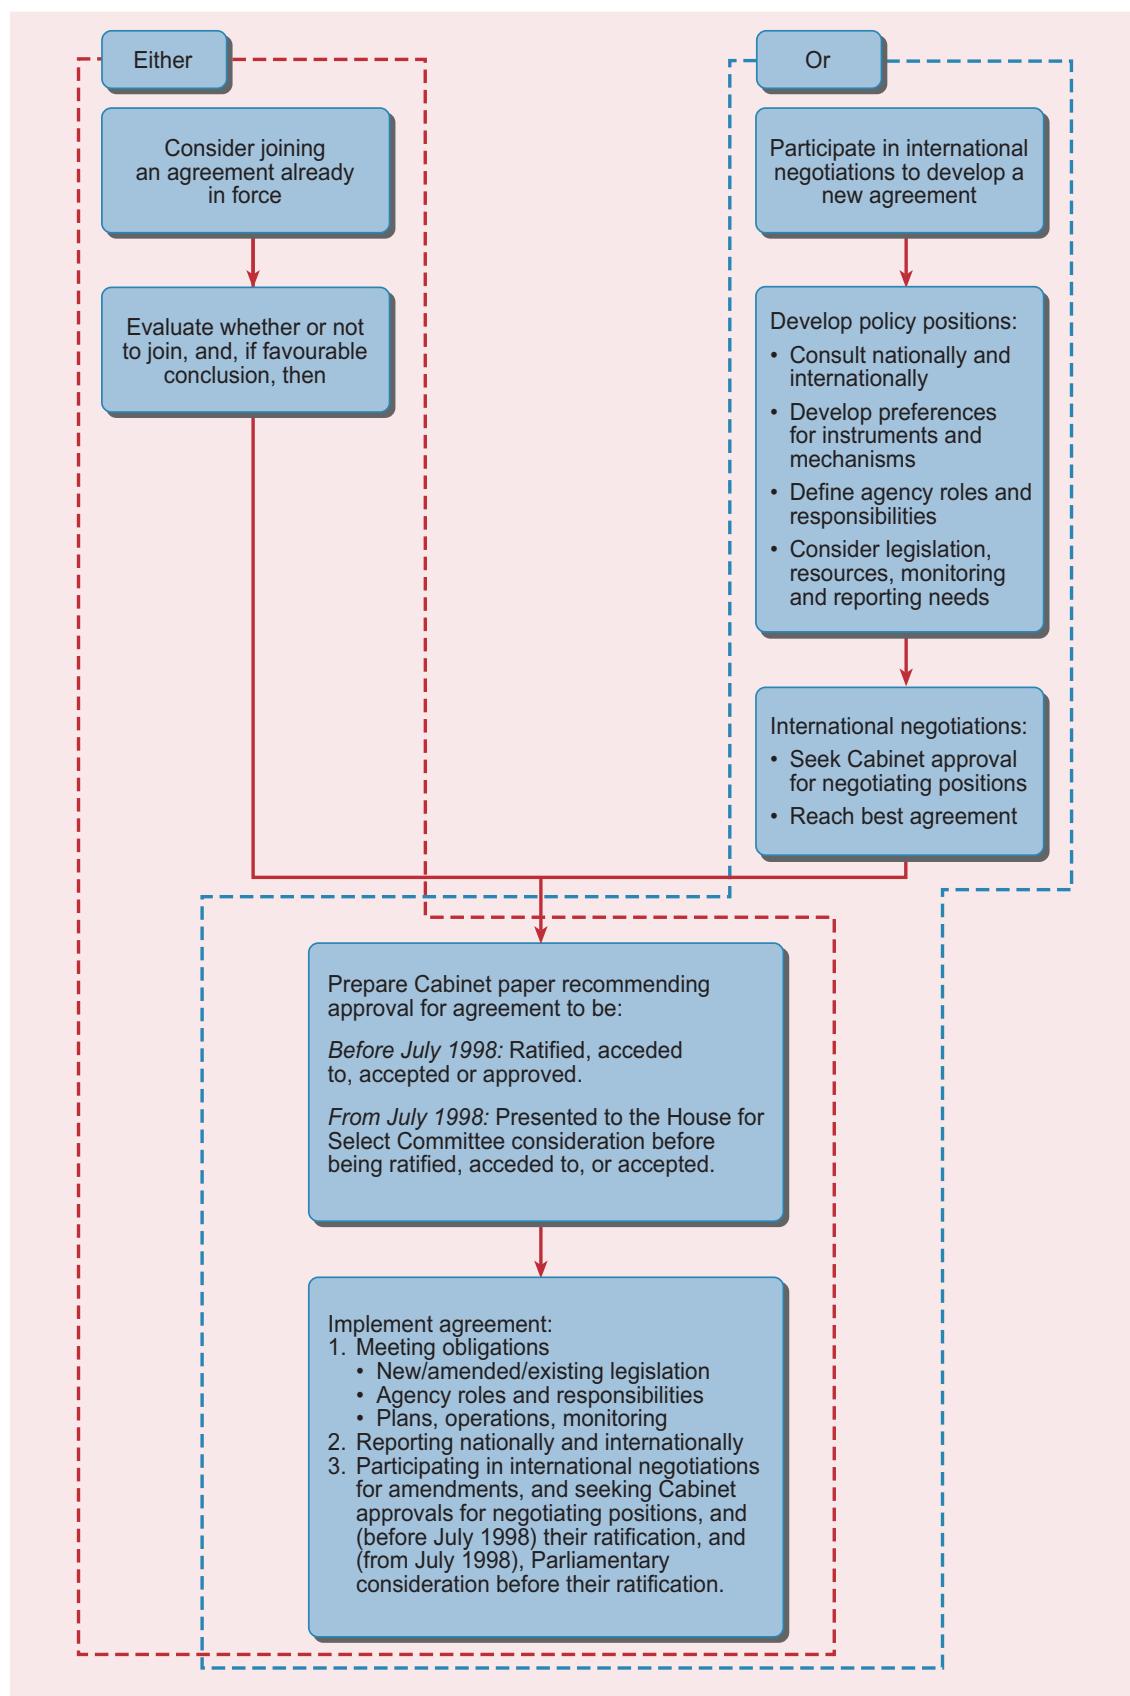 Either
Consider joining
an agreement already
in force
Evaluate whether or not
to join, and, if favourable
conclusion, then
Or
Participate in international
negotiations to develop a
new agreement
Develop policy positions:
• Consult nationally and
internationally
• Develop preferences
for instruments and
mechanisms
• Define agency roles and
responsibilities
• Consider legislation,
resources, monitoring
and reporting needs
International negotiations:
• Seek Cabinet approval
for negotiating positions
• Reach best agreement
Prepare Cabinet paper recommending
approval for agreement to be:
Before July 1998: Ratified, acceded
to, accepted or approved.
From July 1998: Presented to the House for
Select Committee consideration before
being ratified, acceded to, or accepted.
Implement agreement:
1. Meeting obligations
• New/amended/existing legislation
• Agency roles and responsibilities
• Plans, operations, monitoring
2. Reporting nationally and internationally
3. Participating in international negotiations
for amendments, and seeking Cabinet
approvals for negotiating positions, and
(before July 1998) their ratification, and
(from July 1998), Parliamentary
consideration before their ratification.